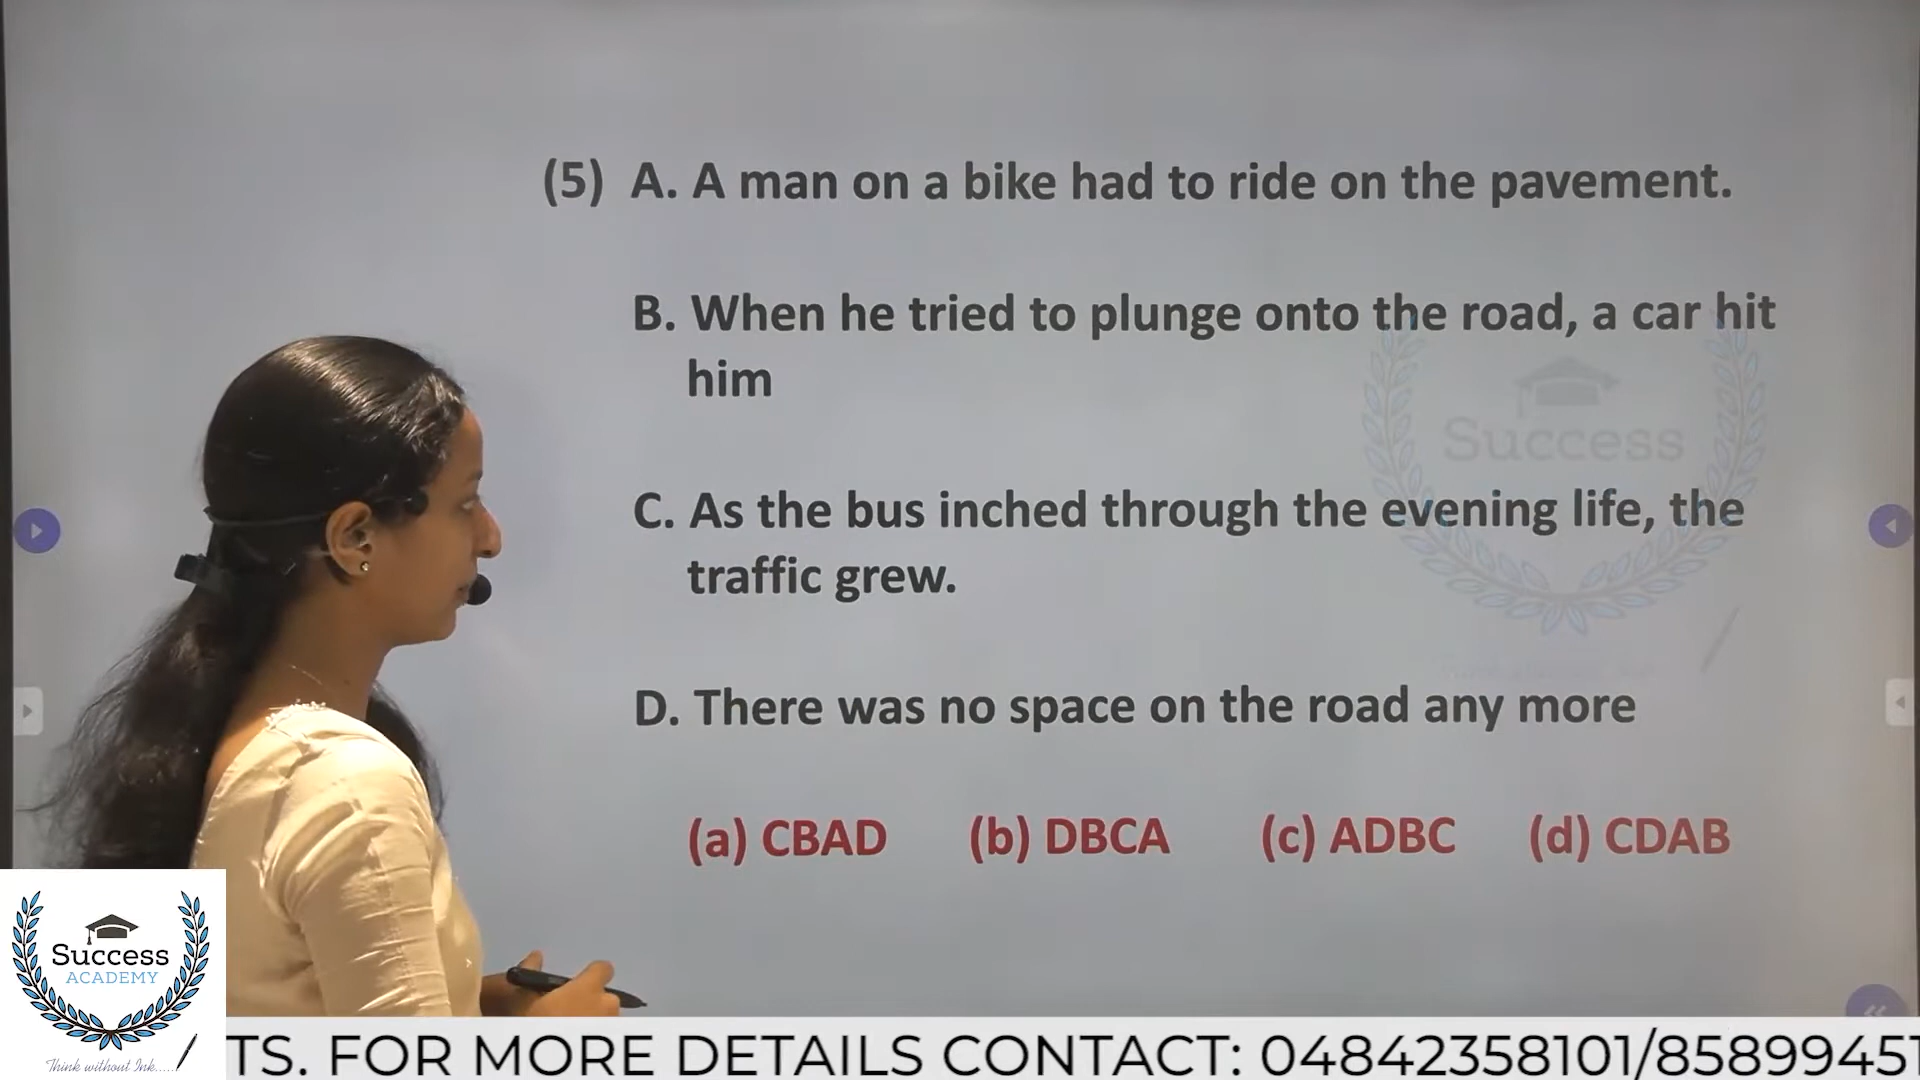 (5) A. A man on a bike had to ride on the pavement.
B. When he tried to plunge onto the road, a car hit
him
C. As the bus inched through the evening life, the
traffic grew.
D. There was no space on the road any more
(a) CBAD (b) DBCA (c) ADBC (d) CDAB
Success
Success
ACADEMY
Think without Ink.....
TS. FOR MORE DETAILS CONTACT: 04842358101/85899451